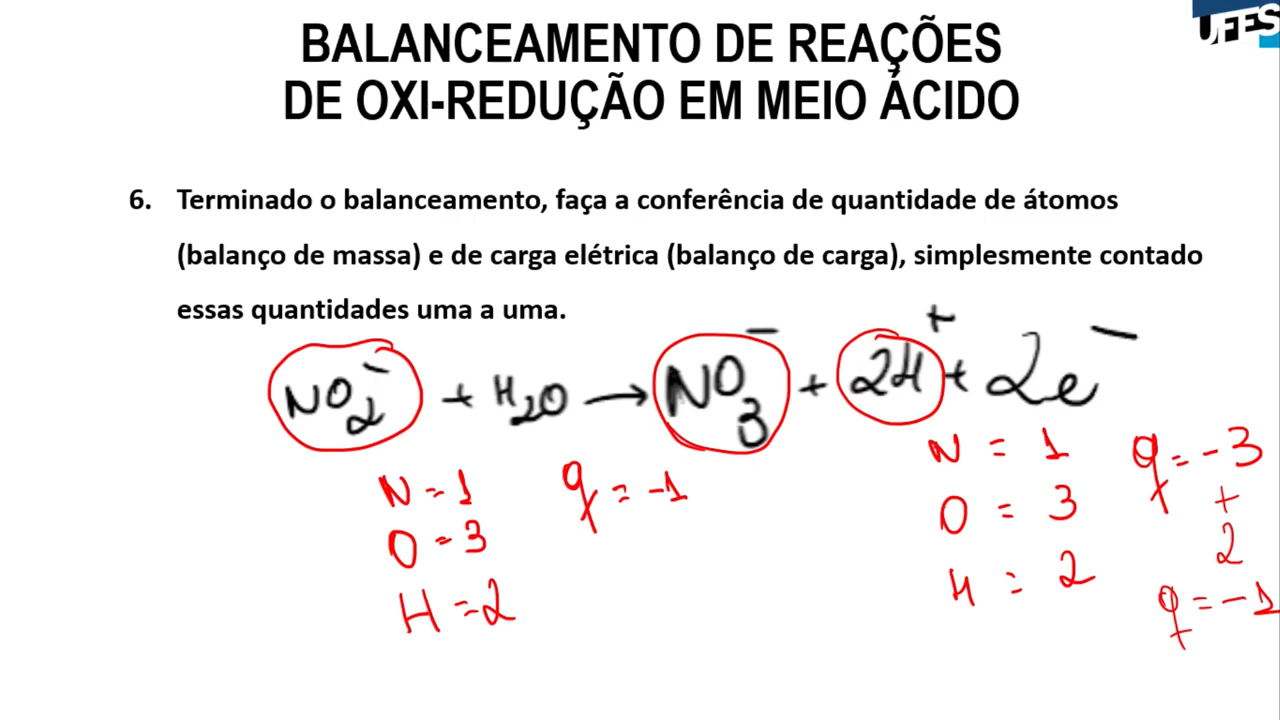 UFES
BALANCEAMENTO DE REAÇÕES
DE OXI-REDUÇÃO EM MEIO ÁCIDO
6. Terminado o balanceamento, faça a conferência de quantidade de átomos
(balanço de massa) e de carga elétrica (balanço de carga), simplesmente contado
essas quantidades uma a uma.
NO₂⁻ + H₂O → NO₃⁻ + 2H⁺ + 2e⁻
N = 1 q = -1
O = 3
H = 2
N = 1 q = -3
O = 3 +
2
H = 2
q = -1